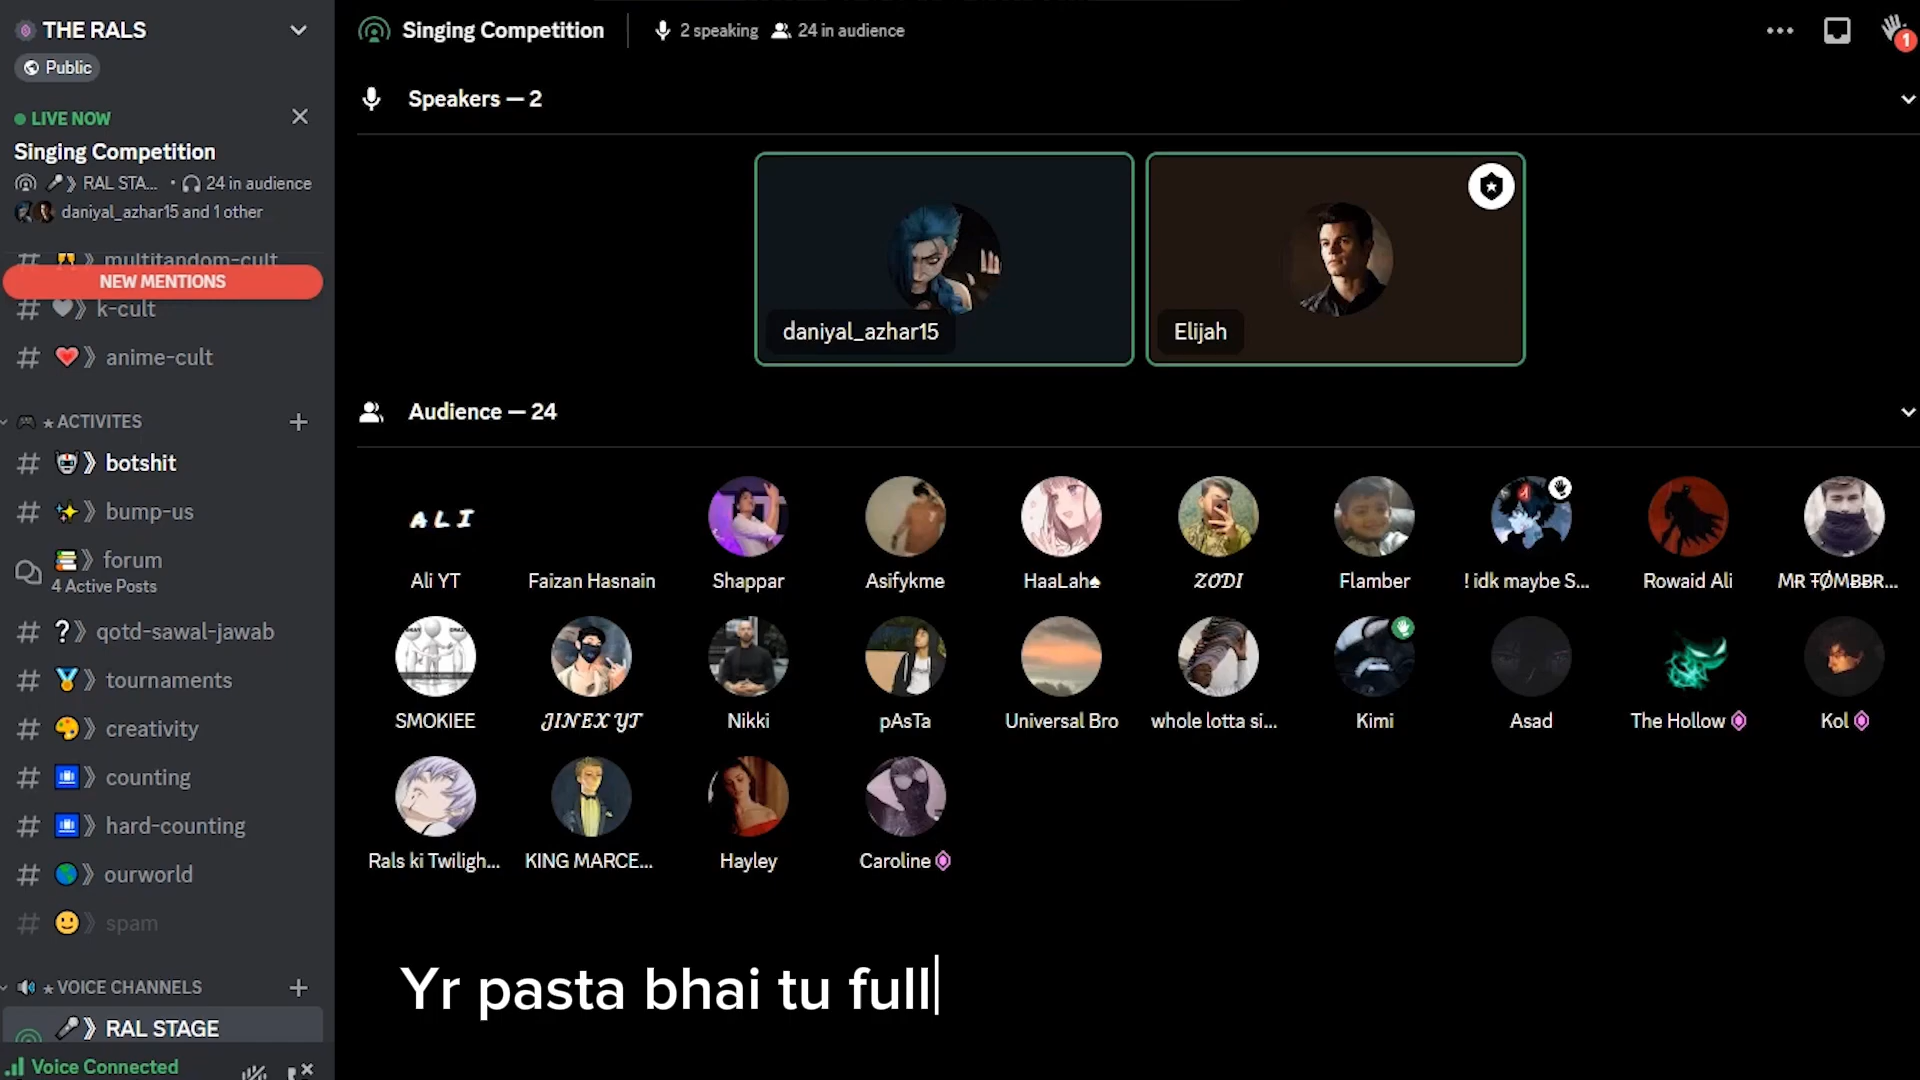 THE RALS
Public
LIVE NOW
Singing Competition
RAL STA... • 24 in audience
daniyal_azhar15 and 1 other
NEW MENTIONS
k-cult
anime-cult
★ ACTIVITES
botshit
bump-us
forum
4 Active Posts
qotd-sawal-jawab
tournaments
creativity
counting
hard-counting
ourworld
spam
★ VOICE CHANNELS
RAL STAGE
Voice Connected
Singing Competition
2 speaking 24 in audience
1
Speakers — 2
daniyal_azhar15
Elijah
Audience — 24
ALI
Ali YT Faizan Hasnain Shappar Asifykme HaaLah♠ ZODI Flamber ! idk maybe S... Rowaid Ali MR TØMBBR...
SMOKIEE JINEX YT Nikki pAsTa Universal Bro whole lotta si... Kimi Asad The Hollow Kol
Rals ki Twiligh... KING MARCE... Hayley Caroline
Yr pasta bhai tu full